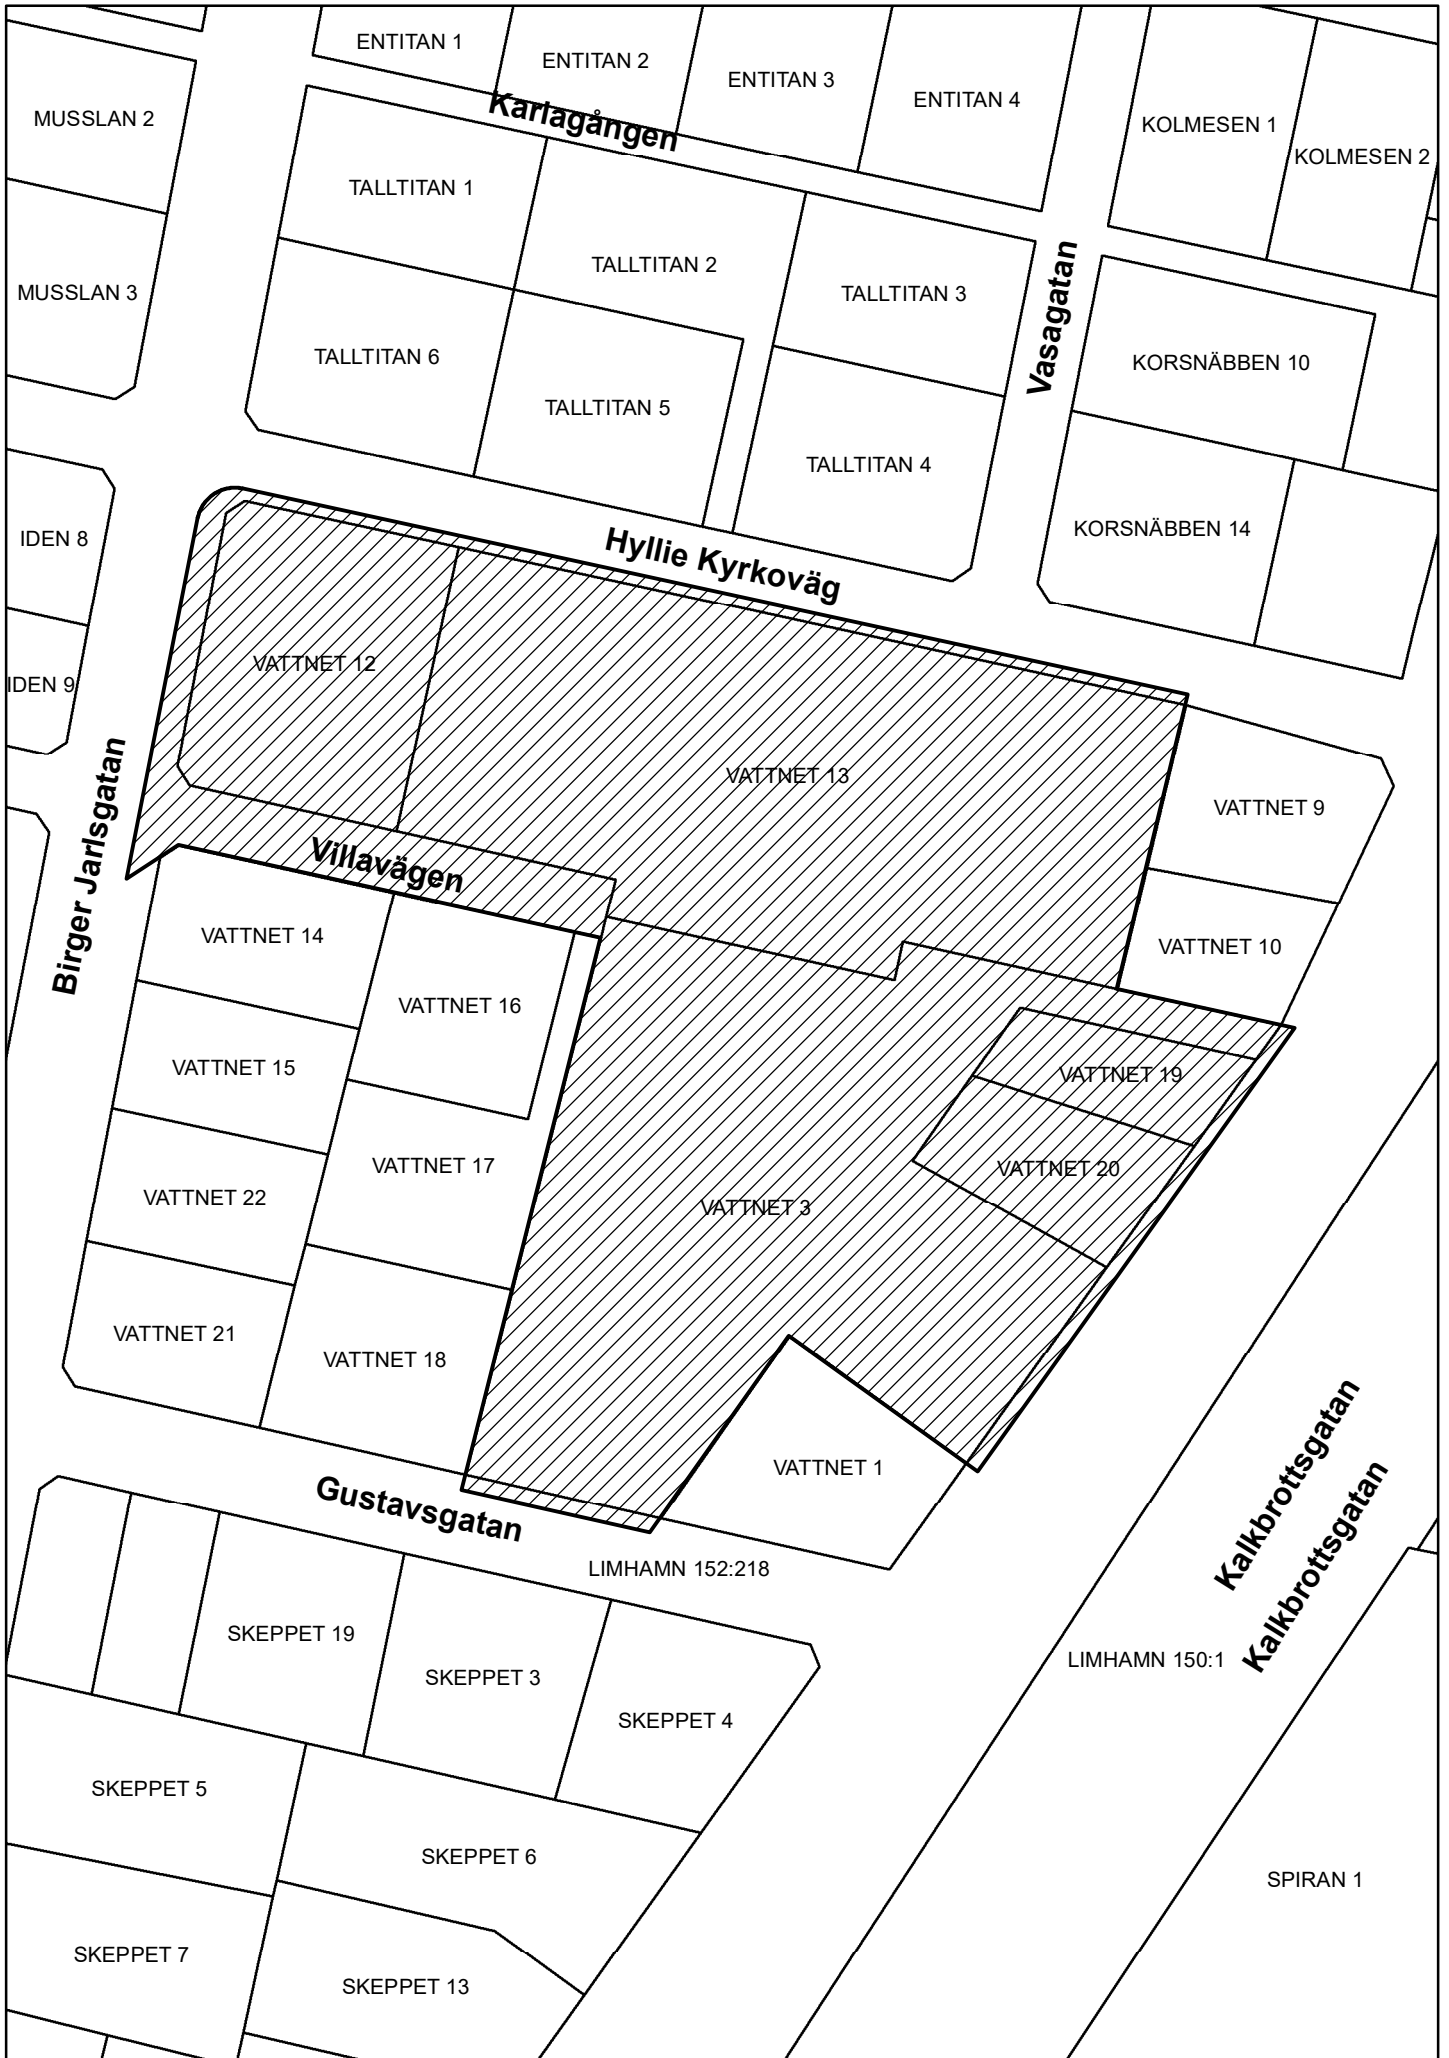 ENTITAN 1
ENTITAN 2
ENTITAN 3
ENTITAN 4
MUSSLAN 2
Karlagången
KOLMESEN 1
KOLMESEN 2
TALLTITAN 1
TALLTITAN 2
MUSSLAN 3
TALLTITAN 3
Vasagatan
TALLTITAN 6
KORSNÄBBEN 10
TALLTITAN 5
TALLTITAN 4
IDEN 8
KORSNÄBBEN 14
Hyllie Kyrkoväg
VATTNET 12
IDEN 9
VATTNET 13
VATTNET 9
Birger Jarlsgatan
Villavägen
VATTNET 14
VATTNET 10
VATTNET 16
VATTNET 15
VATTNET 19
VATTNET 17
VATTNET 20
VATTNET 22
VATTNET 3
VATTNET 21
VATTNET 18
VATTNET 1
Kalkbrottsgatan
Gustavsgatan
Kalkbrottsgatan
LIMHAMN 152:218
SKEPPET 19
LIMHAMN 150:1
SKEPPET 3
SKEPPET 4
SKEPPET 5
SKEPPET 6
SPIRAN 1
SKEPPET 7
SKEPPET 13